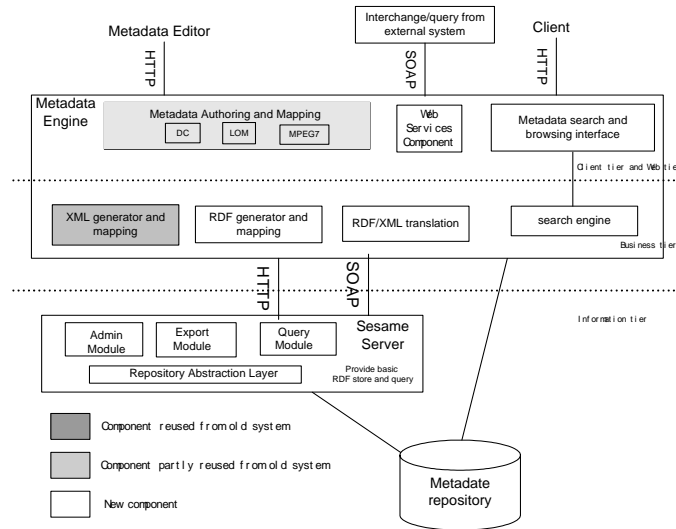 Metadata Editor
Interchange/query from
external system
Client
HTTP
SOAP
HTTP
Metadata
Engine
Metadata Authoring and Mapping
DC
LOM
MPEG7
Web
Services
Component
Metadata search and
browsing interface
Client tier and Web tier
XML generator and
mapping
RDF generator and
mapping
RDF/XML translation
search engine
Business tier
HTTP
SOAP
Information tier
Admin
Module
Export
Module
Query
Module
Sesame
Server
Repository Abstraction Layer
Provide basic
RDF store and query
Component reused from old system
Component partly reused from old system
New component
Metadate
repository